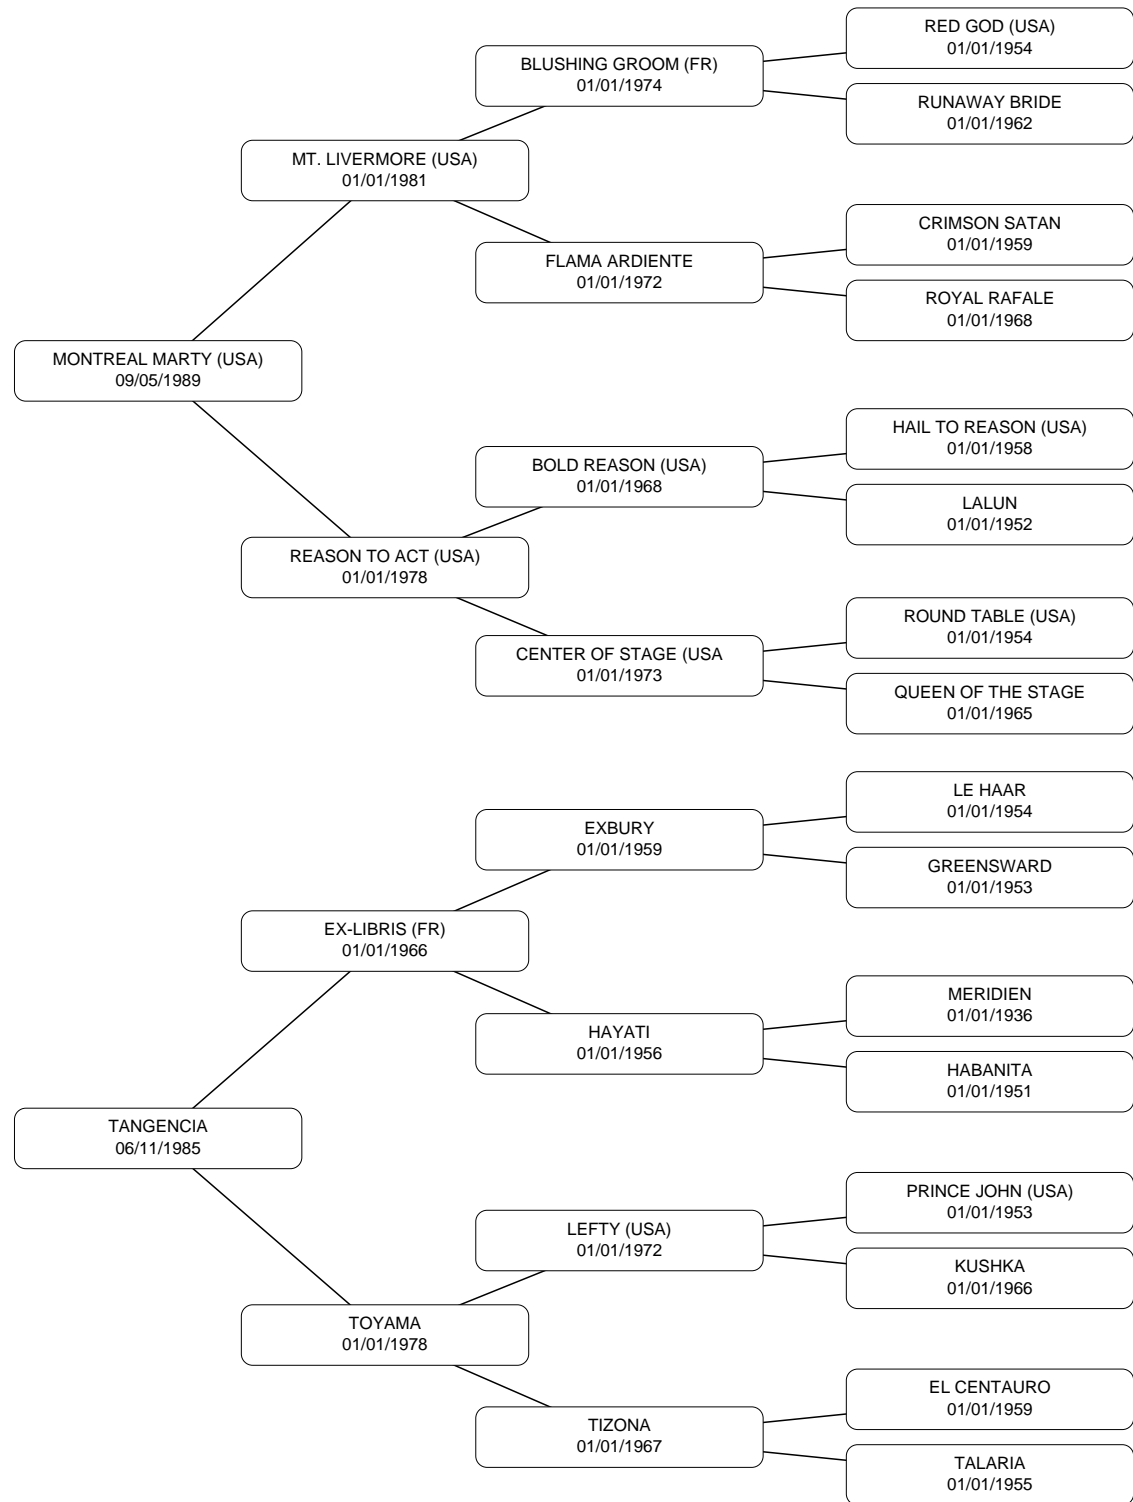 RED GOD (USA)
01/01/1954
BLUSHING GROOM (FR)
01/01/1974
RUNAWAY BRIDE
01/01/1962
MT. LIVERMORE (USA)
01/01/1981
CRIMSON SATAN
01/01/1959
FLAMA ARDIENTE
01/01/1972
ROYAL RAFALE
01/01/1968
MONTREAL MARTY (USA)
09/05/1989
HAIL TO REASON (USA)
01/01/1958
BOLD REASON (USA)
01/01/1968
LALUN
01/01/1952
REASON TO ACT (USA)
01/01/1978
ROUND TABLE (USA)
01/01/1954
CENTER OF STAGE (USA
01/01/1973
QUEEN OF THE STAGE
01/01/1965
LE HAAR
01/01/1954
EXBURY
01/01/1959
GREENSWARD
01/01/1953
EX-LIBRIS (FR)
01/01/1966
MERIDIEN
01/01/1936
HAYATI
01/01/1956
HABANITA
01/01/1951
TANGENCIA
06/11/1985
PRINCE JOHN (USA)
01/01/1953
LEFTY (USA)
01/01/1972
KUSHKA
01/01/1966
TOYAMA
01/01/1978
EL CENTAURO
01/01/1959
TIZONA
01/01/1967
TALARIA
01/01/1955